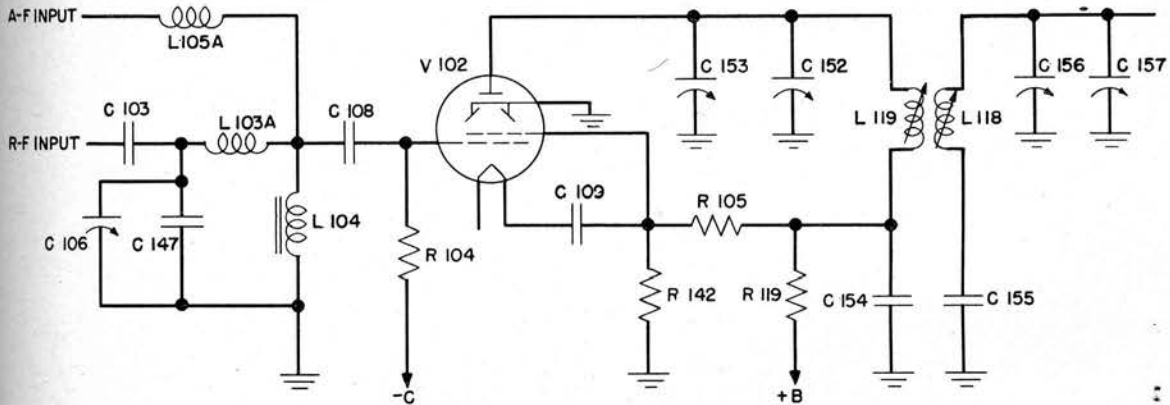 A-F INPUT
L105A
V 102
C 153
C 152
C 156
C 157
C 103
L 103A
C 108
L 119
L 118
R-F INPUT
C 109
R 105
L 104
C 106
C 147
R 104
R 142
R 119
C 154
C 155
-C
+B